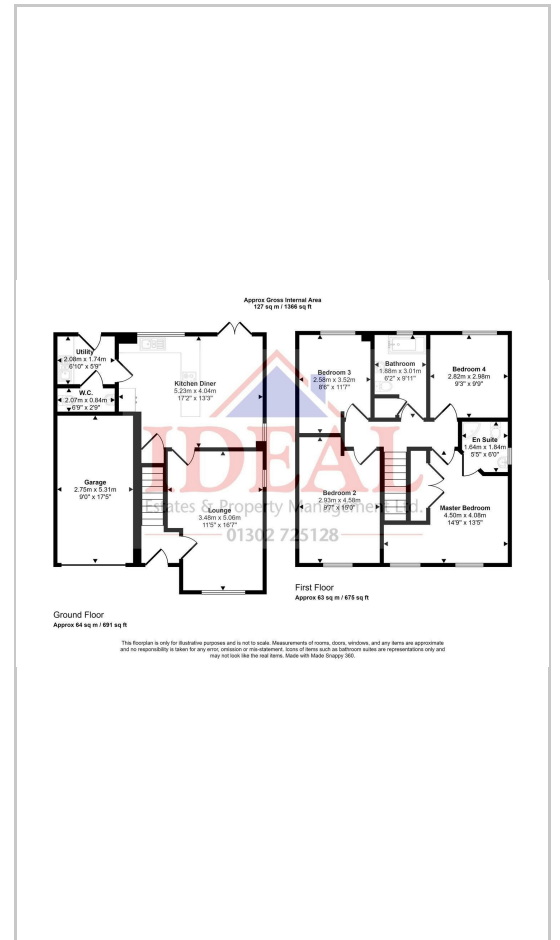 Approx Gross Internal Area
127 sq m / 1366 sq ft
Utility
2.08m x 1.74m
6'10" x 5'9"
W.C.
2.07m x 0.84m
6'9" x 2'9"
Kitchen Diner
5.23m x 4.04m
17'2" x 13'3"
Garage
2.75m x 5.31m
9'0" x 17'5"
Lounge
3.48m x 5.06m
11'5" x 16'7"
Ground Floor
Approx 64 sq m / 691 sq ft
Bedroom 3
2.58m x 3.52m
8'6" x 11'7"
Bathroom
1.88m x 3.01m
6'2" x 9'11"
Bedroom 4
2.82m x 2.98m
9'3" x 9'9"
En Suite
1.64m x 1.84m
5'5" x 6'0"
Bedroom 2
2.93m x 4.58m
9'7" x 15'0"
Master Bedroom
4.50m x 4.08m
14'9" x 13'5"
First Floor
Approx 63 sq m / 675 sq ft
IDEAL
Estates & Property Management Ltd.
01302 725128
This floorplan is only for illustrative purposes and is not to scale. Measurements of rooms, doors, windows, and any items are approximate
and no responsibility is taken for any error, omission or mis-statement. Icons of items such as bathroom suites are representations only and
may not look like the real items. Made with Made Snappy 360.